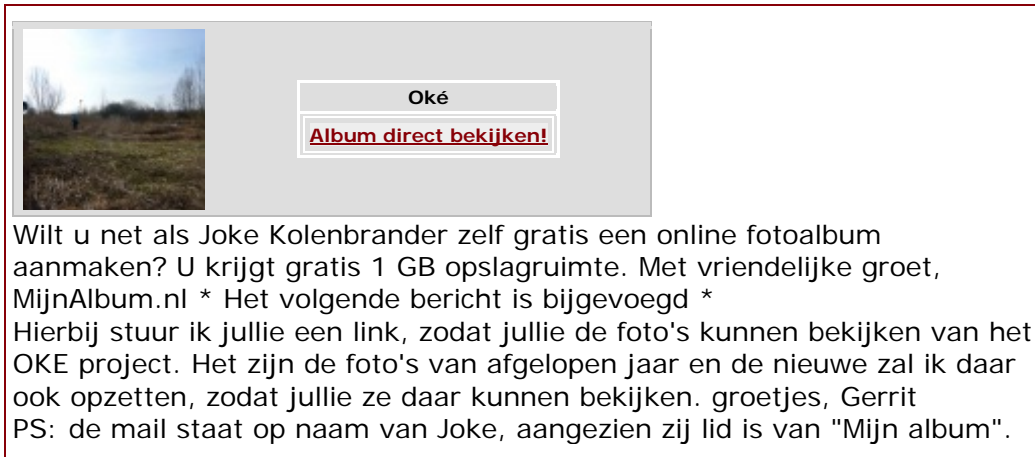 Oké
Album direct bekijken!
Wilt u net als Joke Kolenbrander zelf gratis een online fotoalbum
aanmaken? U krijgt gratis 1 GB opslagruimte. Met vriendelijke groet,
MijnAlbum.nl * Het volgende bericht is bijgevoegd *
Hierbij stuur ik jullie een link, zodat jullie de foto's kunnen bekijken van het
OKE project. Het zijn de foto's van afgelopen jaar en de nieuwe zal ik daar
ook opzetten, zodat jullie ze daar kunnen bekijken. groetjes, Gerrit
PS: de mail staat op naam van Joke, aangezien zij lid is van "Mijn album".